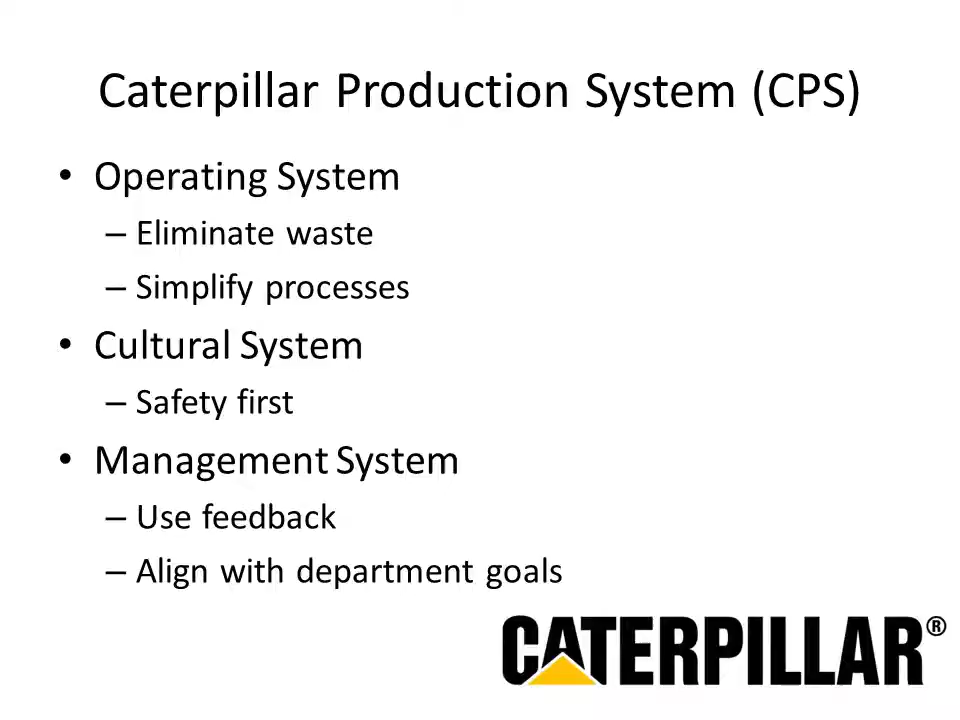 Caterpillar Production System (CPS)
• Operating System
– Eliminate waste
– Simplify processes
• Cultural System
– Safety first
• Management System
– Use feedback
– Align with department goals
CATERPILLAR®